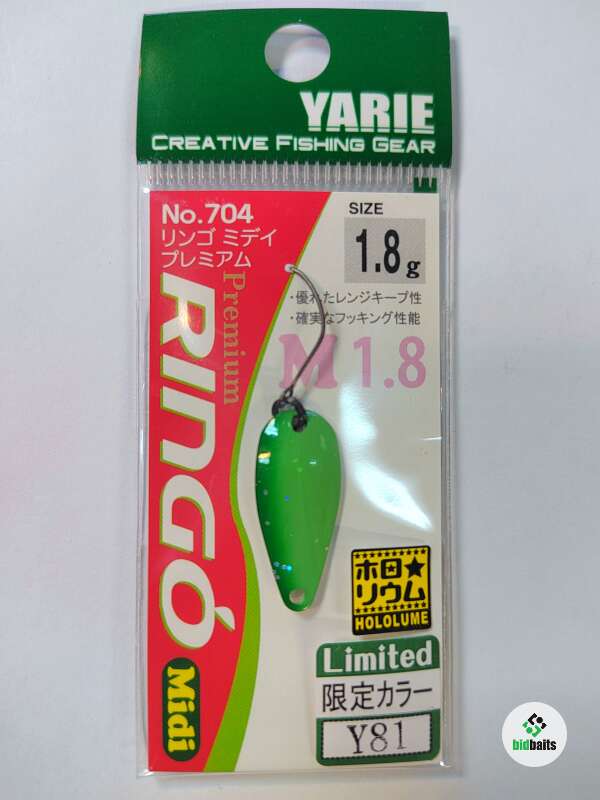 YARIE
CREATIVE FISHING GEAR
No.704
リンゴ ミディ
プレミアム
SIZE
1.8g
・優れたレンジキープ性
・確実なフッキング性能
M 1.8
Premium
RINGO
Midi
ホロ★
リウム
HOLOLUME
Limited
限定カラー
Y81
bidbaits